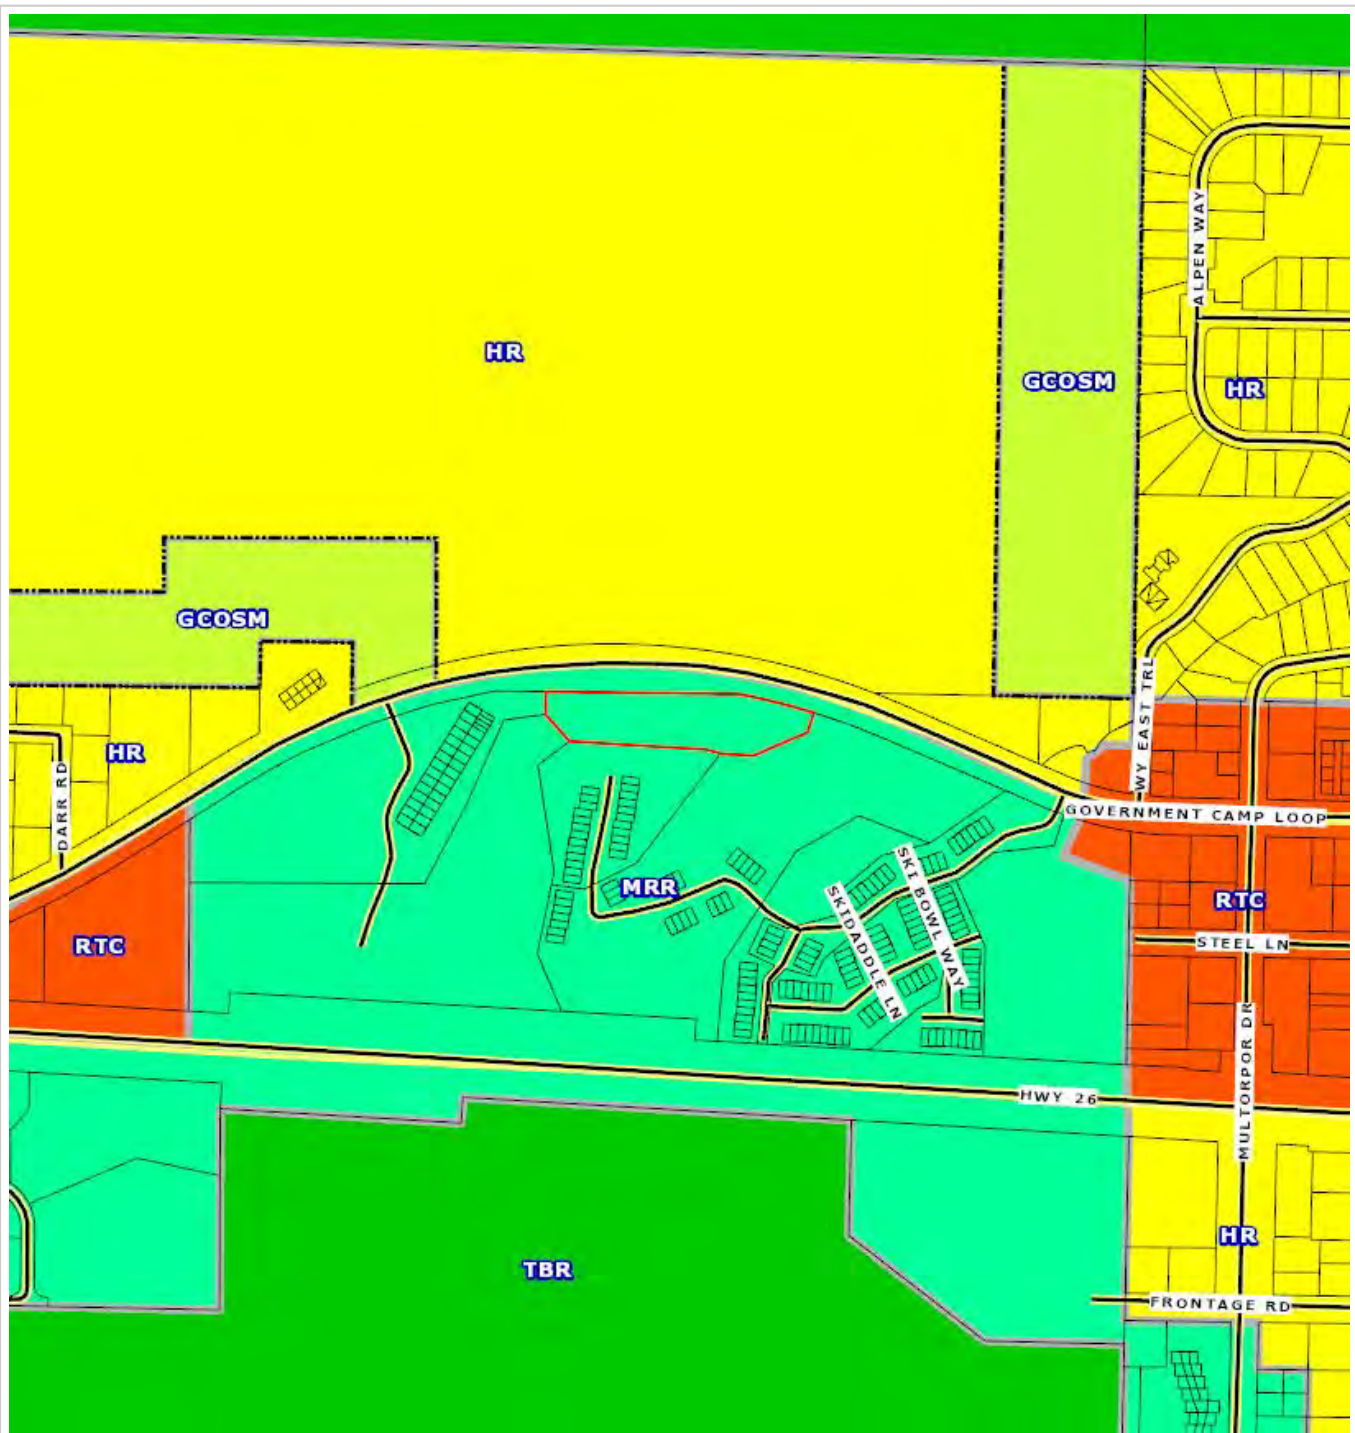 ALPEN WAY
HR
GCOSM
HR
GCOSM
WY EAST TRL
HR
DARR RD
GOVERNMENT CAMP LOOP
MRR
SKI BOWL WAY
SKIDADDLE LN
RTC
RTC
STEEL LN
MULTORPOR DR
HWY 26
HR
TBR
FRONTAGE RD